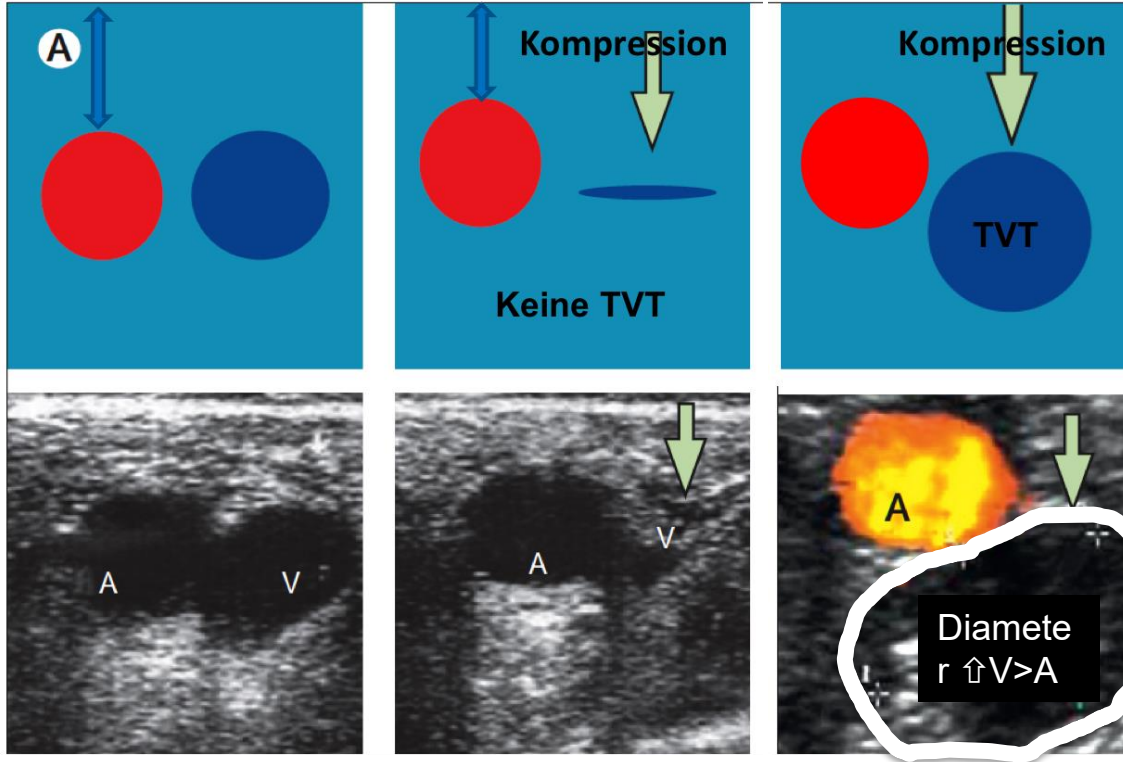 A
Kompression
Kompression
Keine TVT
TVT
A
V
A
V
A
Diamete
r ⇧V>A